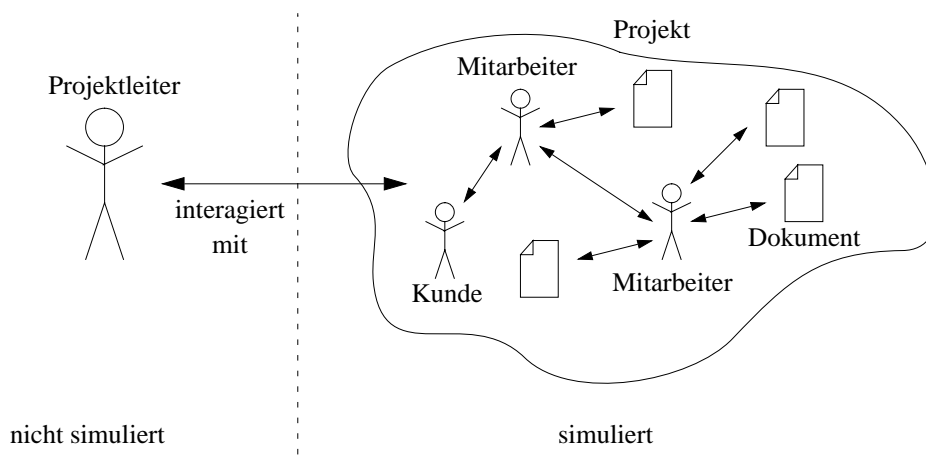 Projekt
Mitarbeiter
Projektleiter
interagiert
mit
Dokument
Kunde
Mitarbeiter
nicht simuliert
simuliert